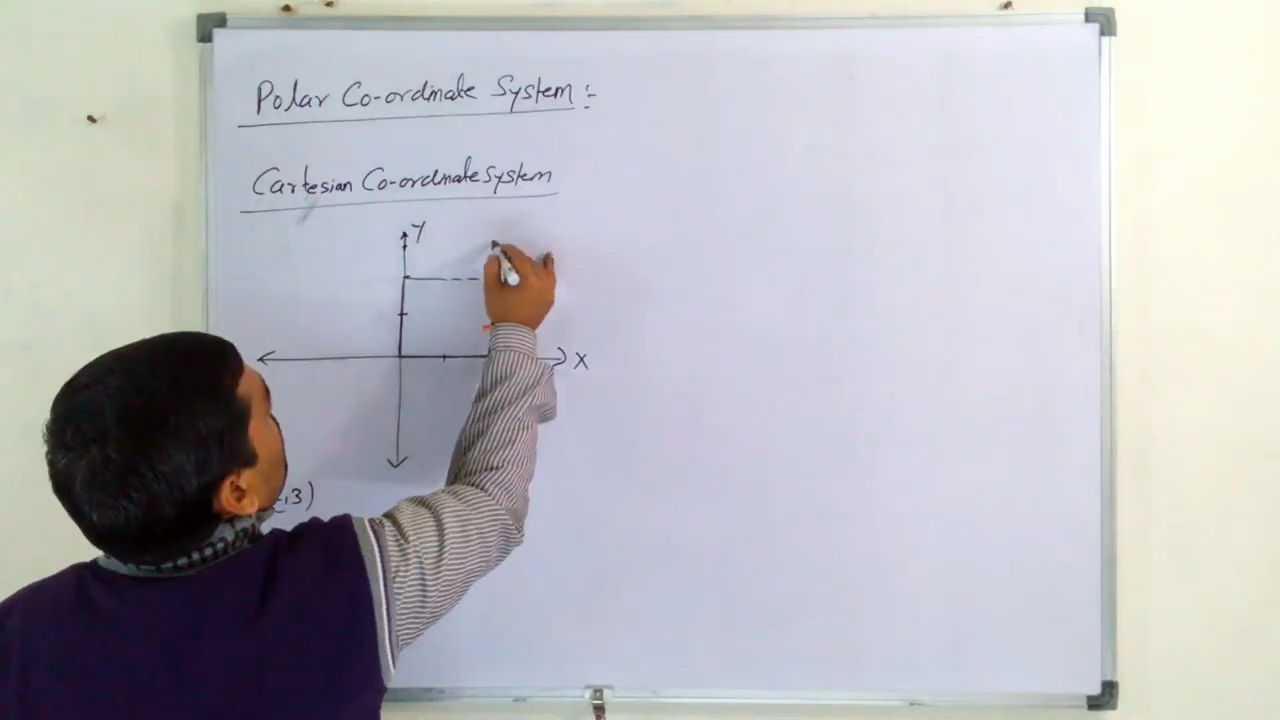 Polar Co-ordinate System :-
Cartesian Co-ordinate System
Y
X
,3)